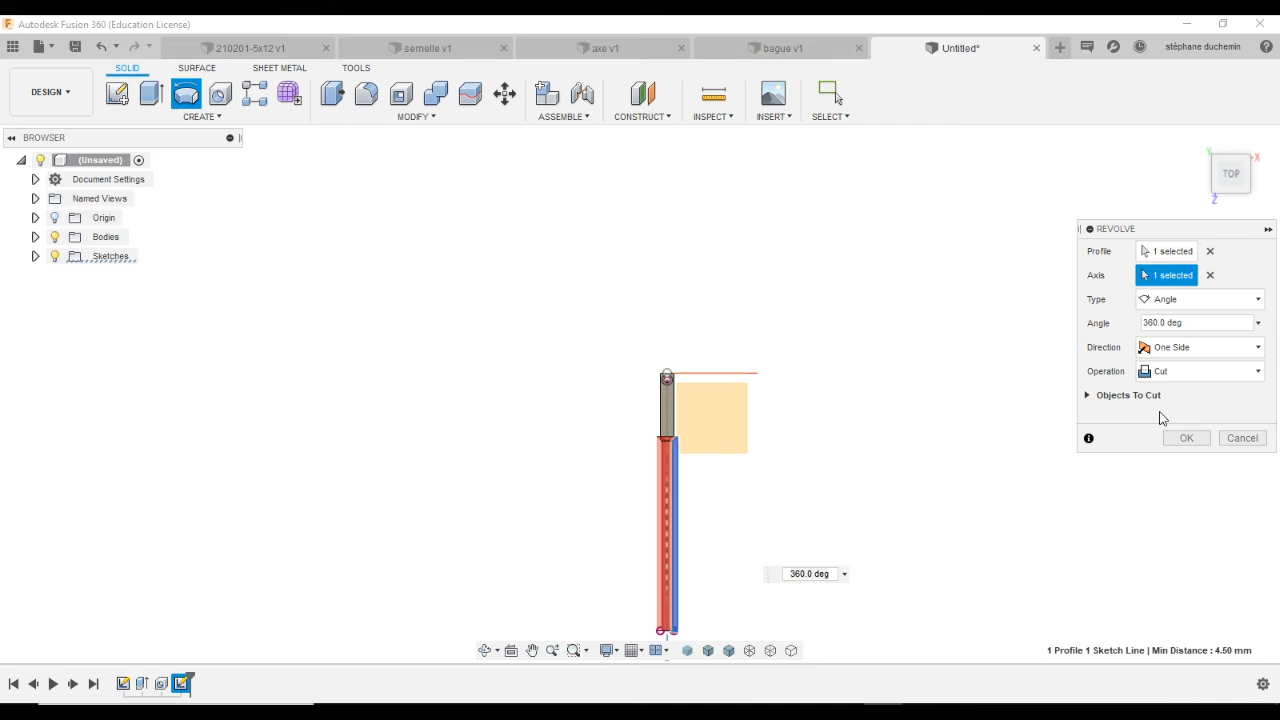 Autodesk Fusion 360 (Education License)
210201-5x12 v1
semelle v1
axe v1
bague v1
Untitled*
stéphane duchemin
SOLID
SURFACE
SHEET METAL
TOOLS
DESIGN
CREATE
MODIFY
ASSEMBLE
CONSTRUCT
INSPECT
INSERT
SELECT
BROWSER
(Unsaved)
Document Settings
Named Views
Origin
Bodies
Sketches
Y
X
TOP
Z
REVOLVE
Profile 1 selected
Axis 1 selected
Type Angle
Angle 360.0 deg
Direction One Side
Operation Cut
Objects To Cut
OK Cancel
360.0 deg
1 Profile 1 Sketch Line | Min Distance : 4.50 mm